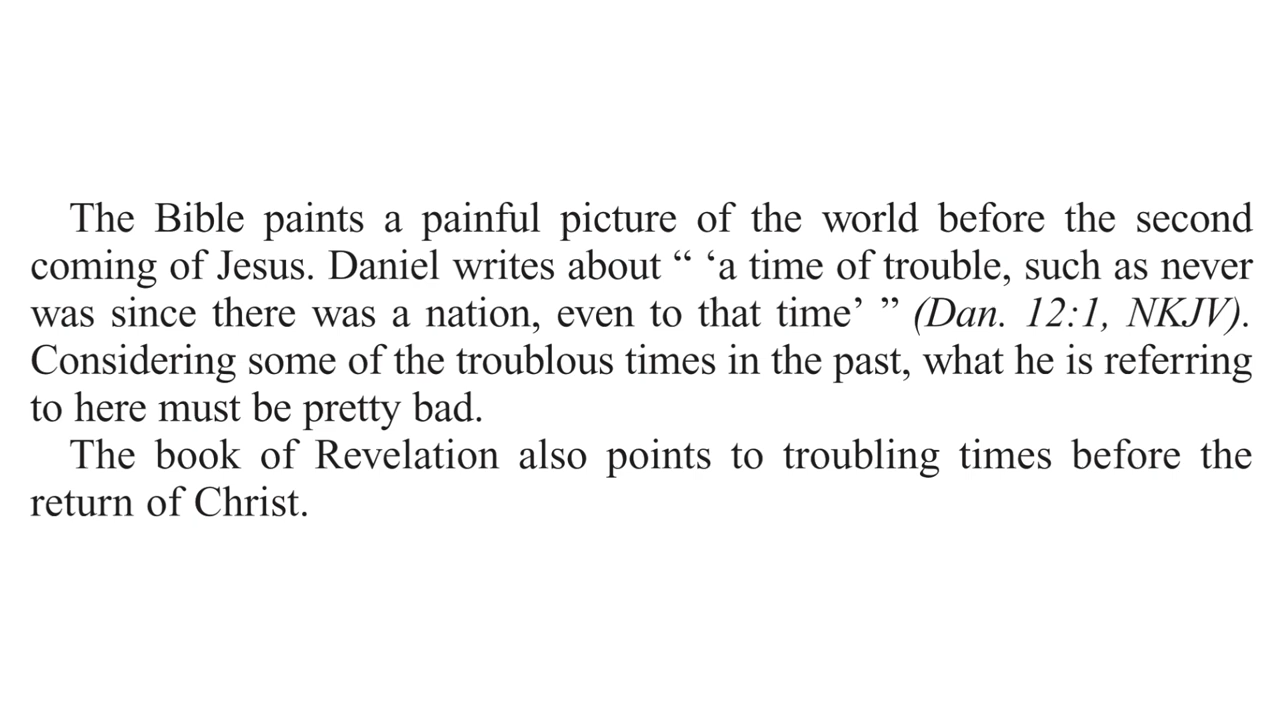 The Bible paints a painful picture of the world before the second
coming of Jesus. Daniel writes about “ ‘a time of trouble, such as never
was since there was a nation, even to that time’ ” (Dan. 12:1, NKJV).
Considering some of the troublous times in the past, what he is referring
to here must be pretty bad.
The book of Revelation also points to troubling times before the
return of Christ.